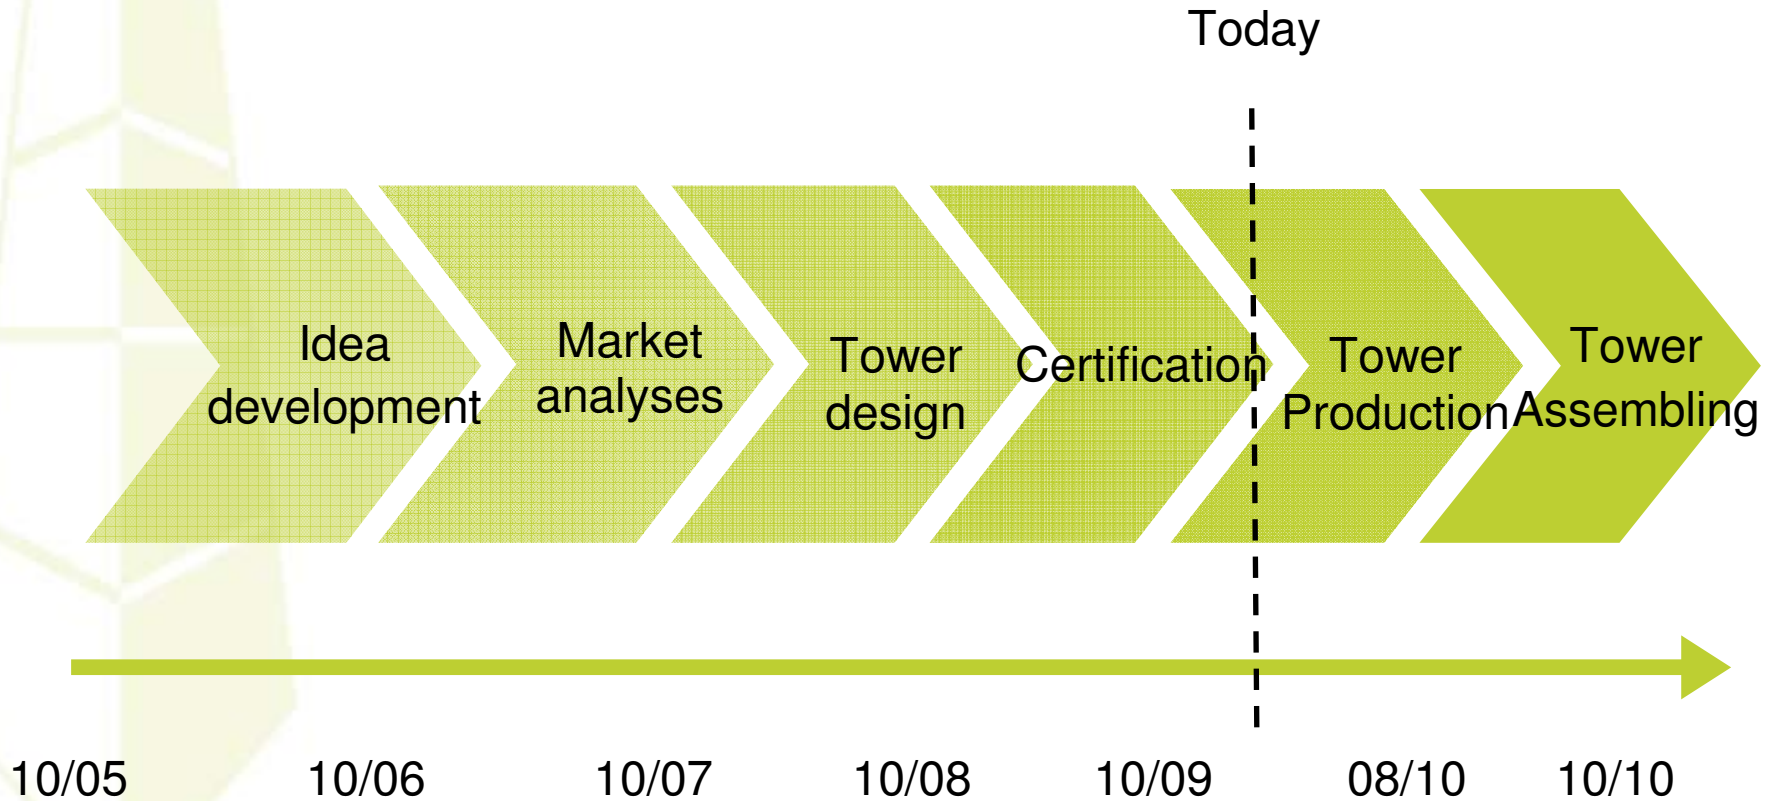 Today
Idea
development
Market
analyses
Tower
design
Certification
Tower
Production
Tower
Assembling
10/05
10/06
10/07
10/08
10/09
08/10
10/10